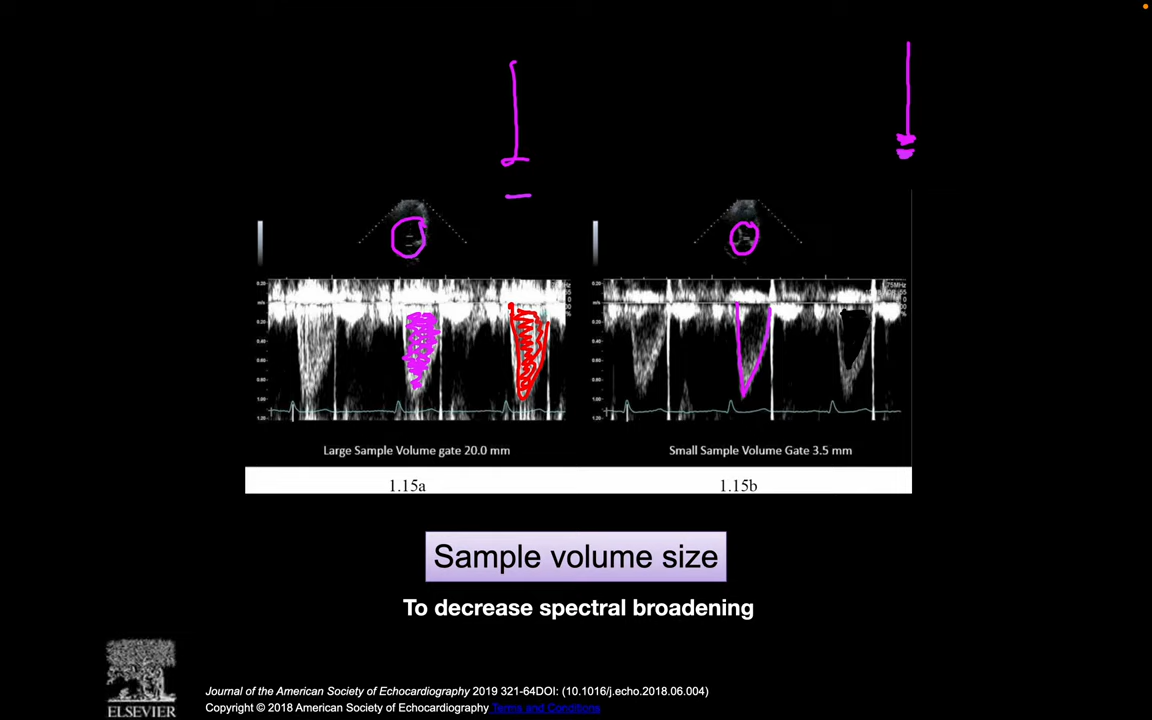 Large Sample Volume gate 20.0 mm
Small Sample Volume Gate 3.5 mm
1.15a
1.15b
Sample volume size
To decrease spectral broadening
ELSEVIER
Journal of the American Society of Echocardiography 2019 321-64DOI: (10.1016/j.echo.2018.06.004)
Copyright © 2018 American Society of Echocardiography Terms and Conditions